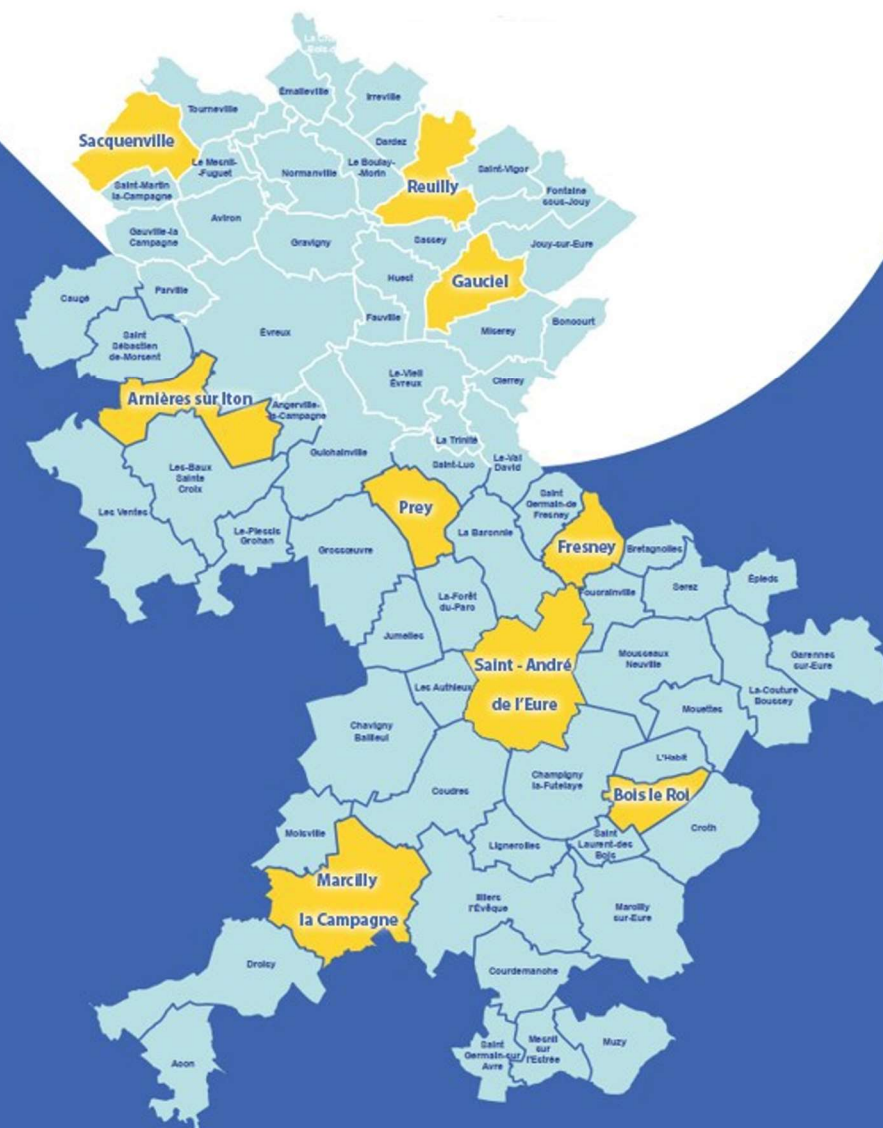 La Ch
Bois-d
Émalleville
Irreville
Tourneville
Sacquenville
Dardez
Le Mesnil
-Fuguet
Normanville
Le Boulay-
Morin
Saint-Vigor
Reuilly
Saint-Martin
la-Campagne
Fontaine
sous-Jouy
Aviron
Gauville-la
Campagne
Gravigny
Sassey
Jouy-sur-Eure
Huest
Gauciel
Parville
Caugé
Fauville
Boncourt
Miserey
Évreux
Saint
Sébastien
de-Morsent
Le-Vieil
Évreux
Cierrey
Arnières sur Iton
Angerville-
la-Campagne
La Trinité
Guichainville
Saint-Luc
Le-Val
David
Les-Baux
Sainte
Croix
Les Ventes
Prey
Saint
Germain-de
Fresney
Le-Plessis
Grohan
La Baronnie
Grossœuvre
Fresney
Bretagnolles
Épieds
Serez
Foucrainville
La-Forêt
du-Parc
Jumelles
Mousseaux
Neuville
Garennes
sur-Eure
Saint - André
de l'Eure
Les Authieux
La-Couture
Boussey
Mouettes
Chavigny
Bailleul
L'Habit
Champigny
la-Futelaye
Coudres
Bois le Roi
Croth
Moisville
Lignerolles
Saint
Laurent-des
Bois
Marcilly
la Campagne
Illiers
l'Évêque
Marcilly
sur-Eure
Droisy
Courdemanche
Saint
Germain-sur
Avre
Mesnil
sur
l'Estrée
Muzy
Acon